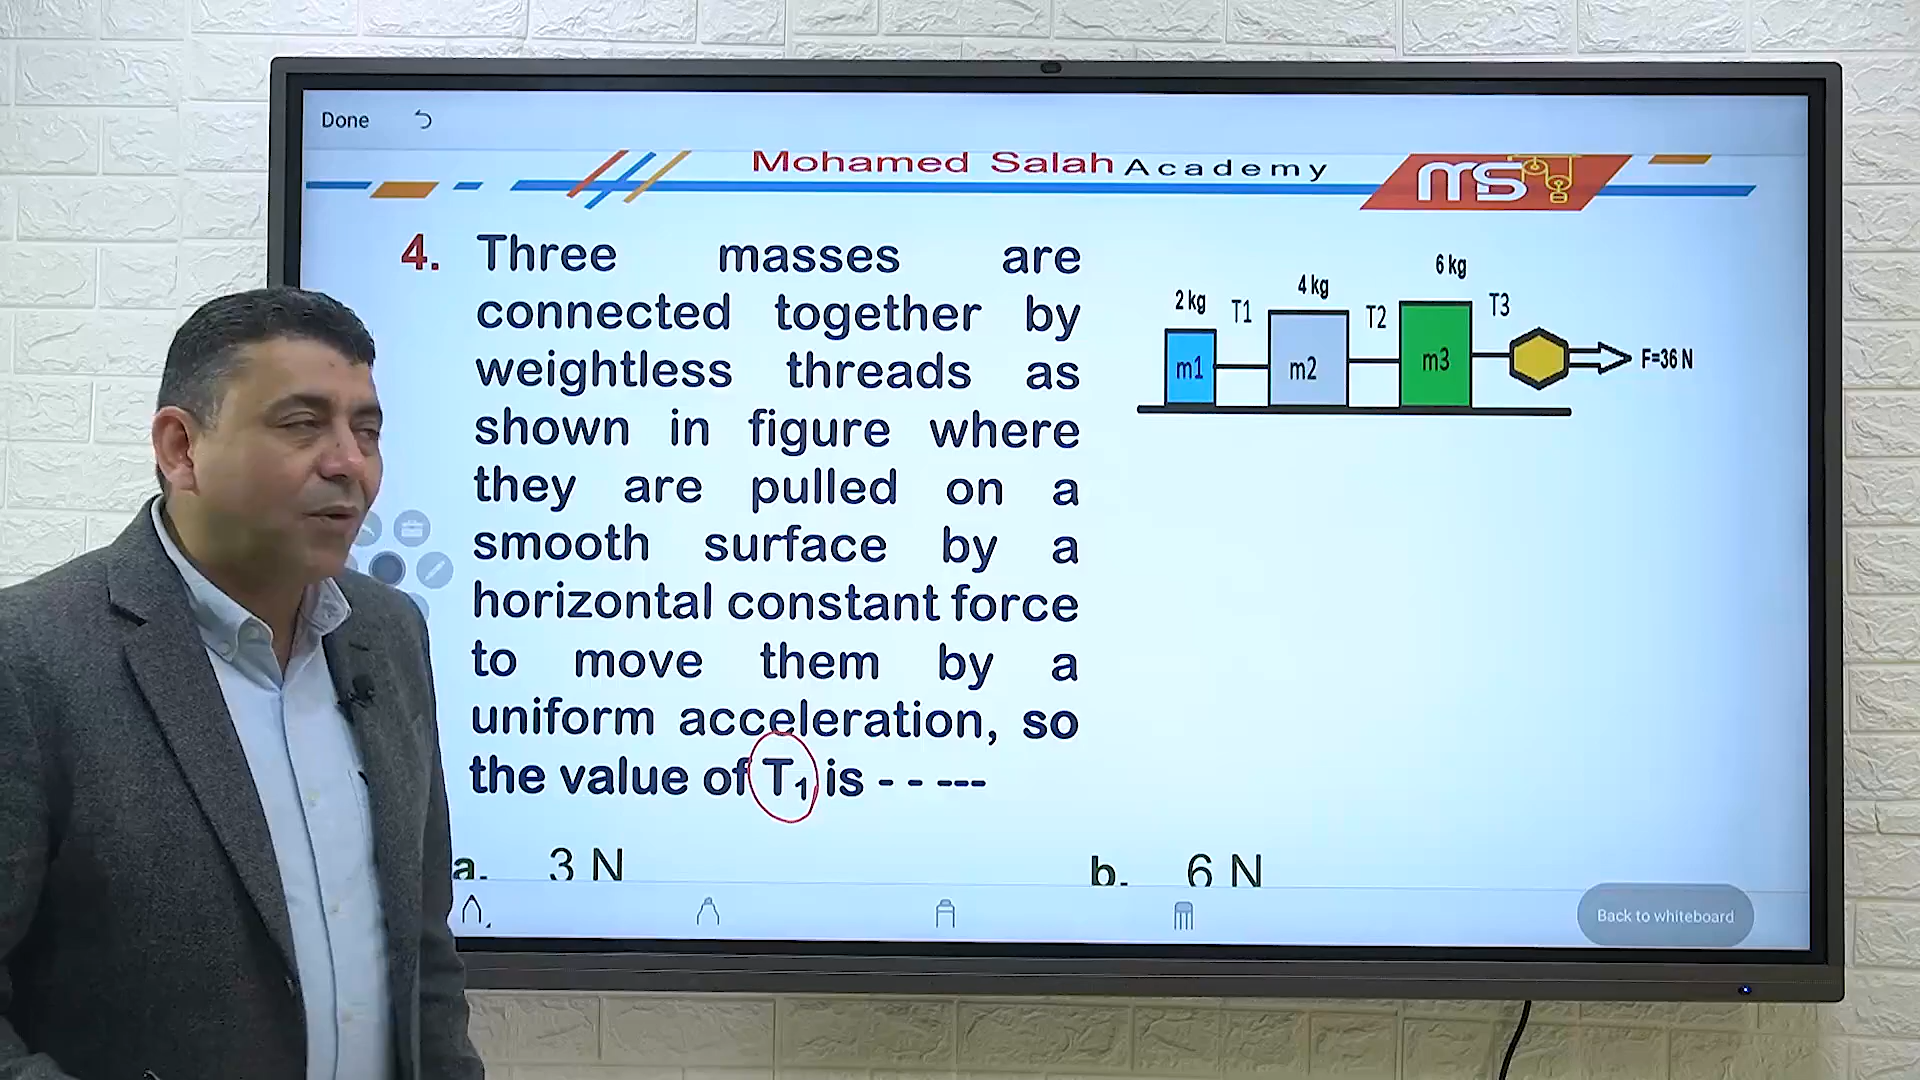 Done
Mohamed Salah Academy
MS
4. Three masses are
connected together by
weightless threads as
shown in figure where
they are pulled on a
smooth surface by a
horizontal constant force
to move them by a
uniform acceleration, so
the value of T₁ is - - ---
6 kg
4 kg
2 kg T1 T2 T3
m1 m2 m3 F=36 N
a. 3 N b. 6 N
Back to whiteboard